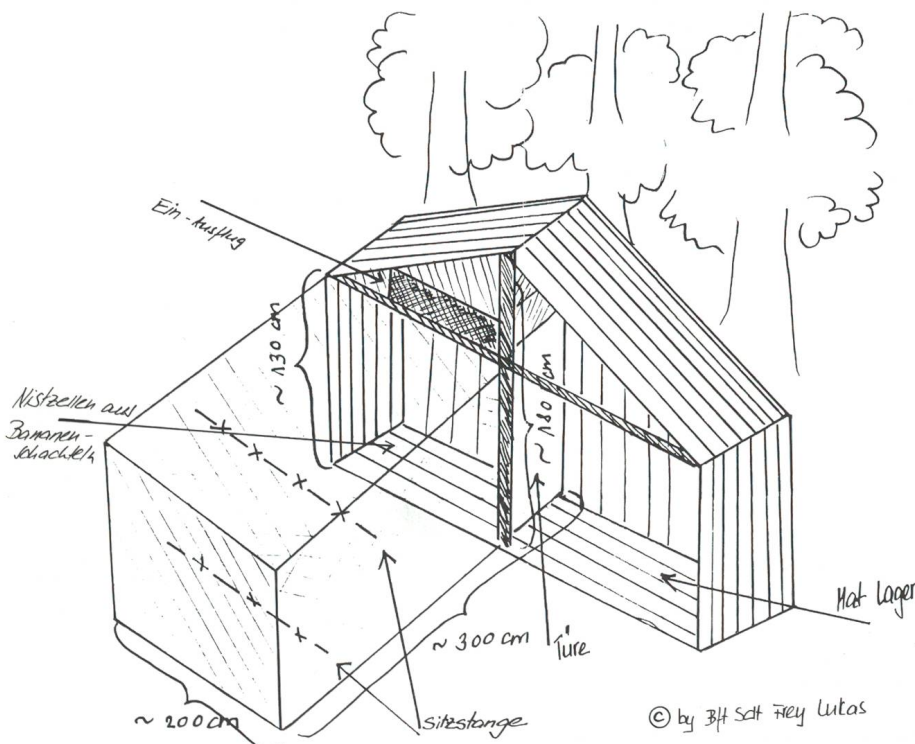 Ein-Ausflug
~ 130 cm
Nistzellen aus
Bananen-
schachteln
~ 180 cm
Mat Lager
~ 300 cm
Türe
~ 200 cm
Sitzstange
© by Frey Lukas